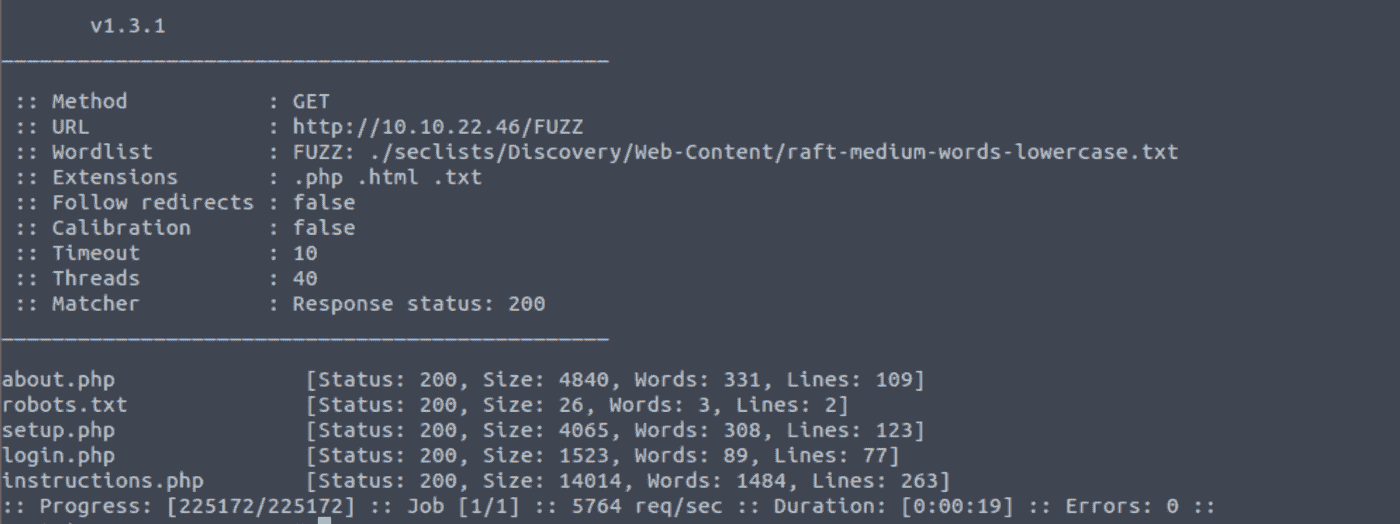 v1.3.1
________________________________________________
:: Method           : GET
:: URL              : http://10.10.22.46/FUZZ
:: Wordlist         : FUZZ: ./seclists/Discovery/Web-Content/raft-medium-words-lowercase.txt
:: Extensions       : .php .html .txt
:: Follow redirects : false
:: Calibration      : false
:: Timeout          : 10
:: Threads          : 40
:: Matcher          : Response status: 200
________________________________________________
about.php               [Status: 200, Size: 4840, Words: 331, Lines: 109]
robots.txt              [Status: 200, Size: 26, Words: 3, Lines: 2]
setup.php               [Status: 200, Size: 4065, Words: 308, Lines: 123]
login.php               [Status: 200, Size: 1523, Words: 89, Lines: 77]
instructions.php        [Status: 200, Size: 14014, Words: 1484, Lines: 263]
:: Progress: [225172/225172] :: Job [1/1] :: 5764 req/sec :: Duration: [0:00:19] :: Errors: 0 ::